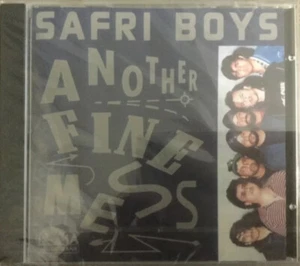 SAFRI BOYS
ANOTHER
FINE
MESS